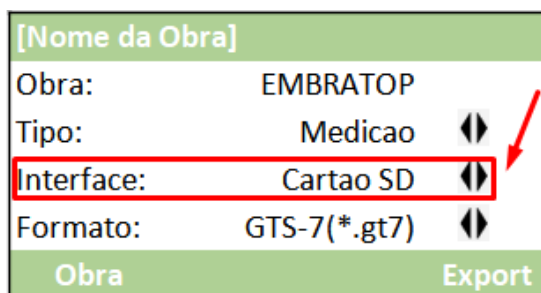 [Nome da Obra]
Obra: EMBRATOP
Tipo: Medicao
Interface: Cartao SD
Formato: GTS-7(*.gt7)
Obra Export